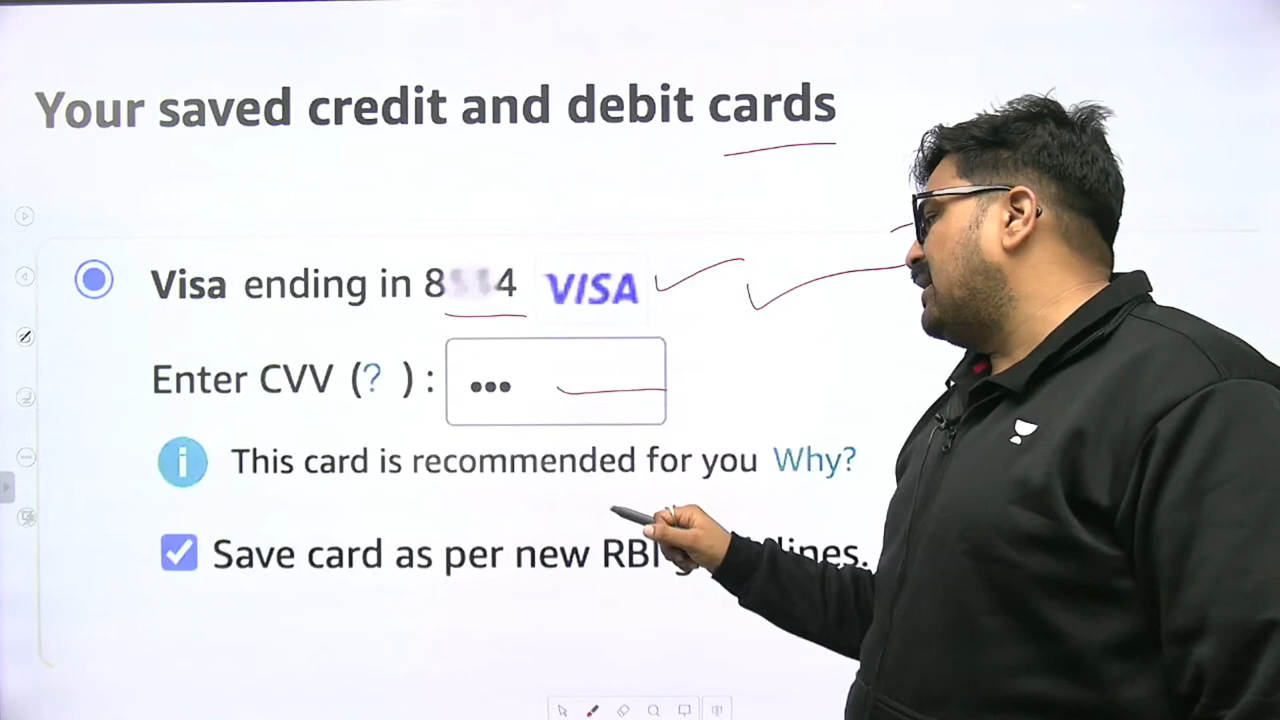 Your saved credit and debit cards
Visa ending in 8 4 VISA
Enter CVV (? ) : •••
i This card is recommended for you Why?
Save card as per new RBI